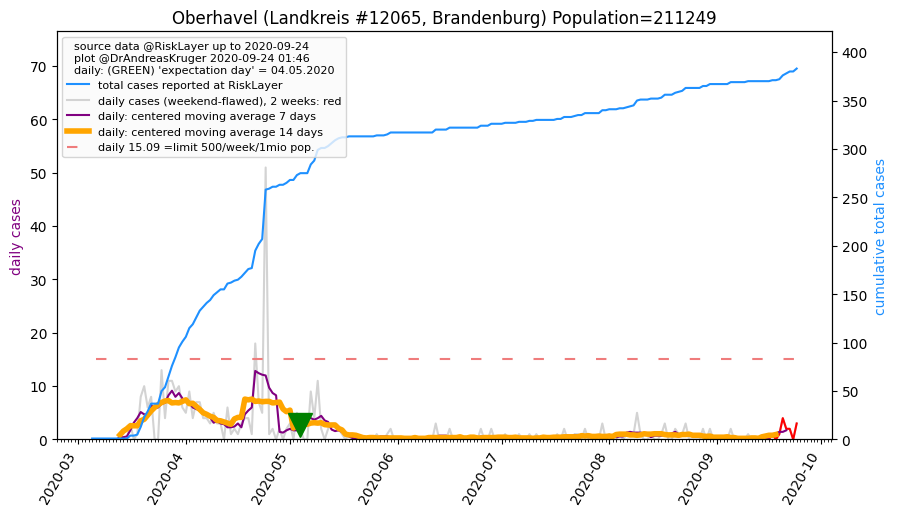 Oberhavel (Landkreis #12065, Brandenburg) Population=211249
source data @RiskLayer up to 2020-09-24
plot @DrAndreasKruger 2020-09-24 01:46
daily: (GREEN) 'expectation day' = 04.05.2020
total cases reported at RiskLayer
daily cases (weekend-flawed), 2 weeks: red
daily: centered moving average 7 days
daily: centered moving average 14 days
daily 15.09 =limit 500/week/1mio pop.
daily cases
70
60
50
40
30
20
10
0
cumulative total cases
400
350
300
250
200
150
100
50
0
2020-03
2020-04
2020-05
2020-06
2020-07
2020-08
2020-09
2020-10